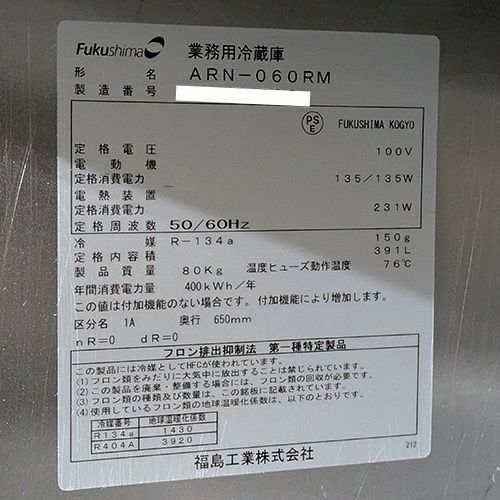 Fukushima 業務用冷蔵庫
形名 ARN-060RM
製造番号
PSE FUKUSHIMA KOGYO
定格電圧 100V
電動機
定格消費電力 135/135W
電熱装置
定格消費電力 231W
定格周波数 50/60Hz
冷媒 R-134a 150g
定格内容積 391L
製品質量 80Kg 温度ヒューズ動作温度 76℃
年間消費電力量 400kWh/年
この値は付加機能のない場合です。付加機能により増加します。
区分名 1A 奥行 650mm
nR=0 dR=0
フロン排出抑制法 第一種特定製品
この製品には冷媒としてHFCが使われています。
(1)フロン類をみだりに大気中に放出することは禁じられています。
(2)この製品を廃棄・整備する場合には、フロン類の回収が必要です。
(3)フロン類の種類及び数量は、この銘板に記載されています。
(4)使用しているフロン類の地球温暖化係数は、以下のとおりです。
冷媒番号 地球温暖化係数
R134a 1430
R404A 3920
212
福島工業株式会社